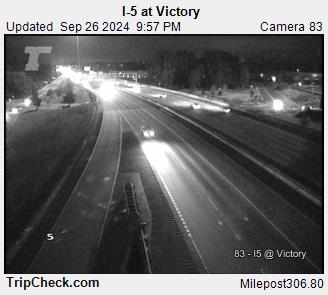 I-5 at Victory
Updated Sep 26 2024 9:57 PM Camera 83
T
S
83 - I5 @ Victory
TripCheck.com Milepost306.80